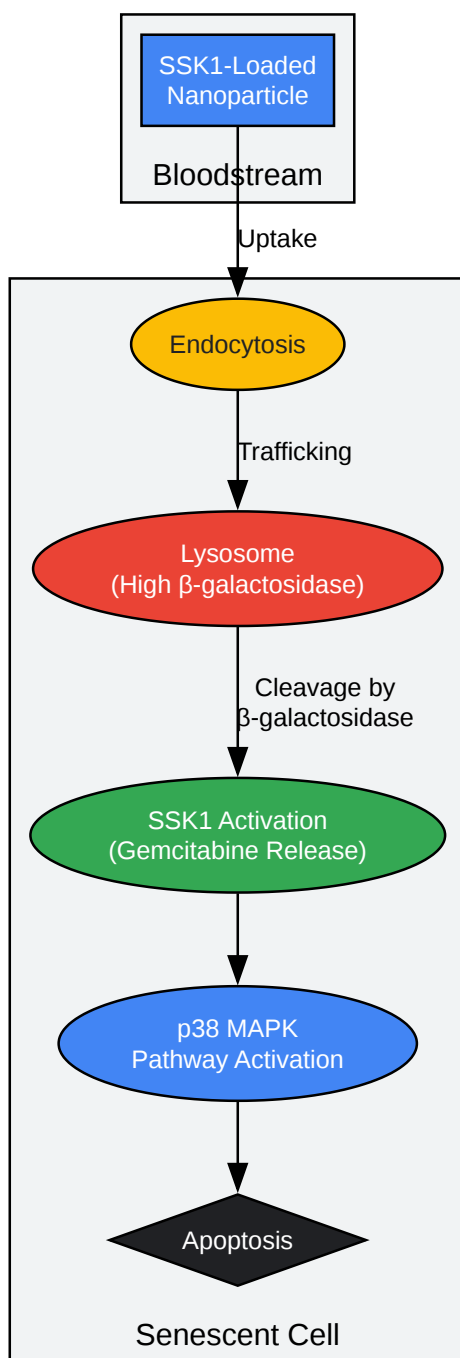 SSK1-Loaded
Nanoparticle
Bloodstream
Uptake
Endocytosis
Trafficking
Lysosome
(High β-galactosidase)
Cleavage by
β-galactosidase
SSK1 Activation
(Gemcitabine Release)
p38 MAPK
Pathway Activation
Apoptosis
Senescent Cell